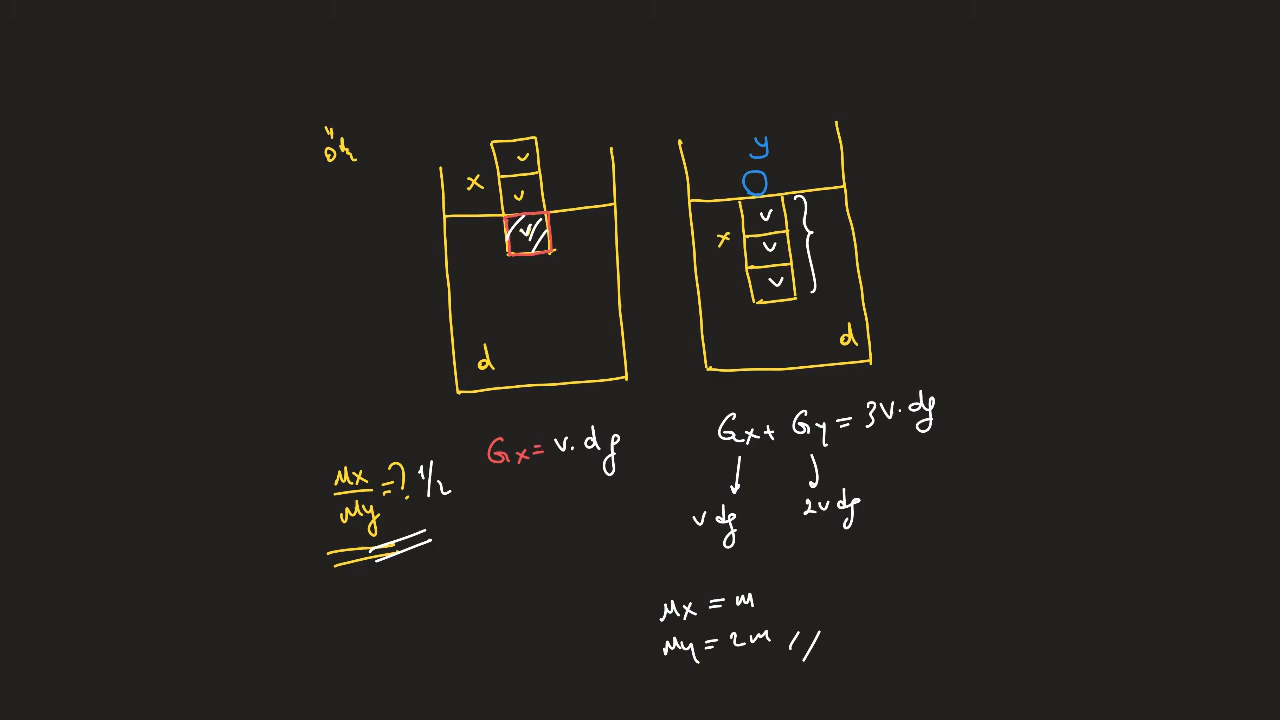 x
v
v
v
d
y
x
v
v
v
d
Gx = v.dg
Mx/My = ? 1/2
Gx + Gy = 3v.dg
vdg
2vdg
Mx = m
My = 2m //